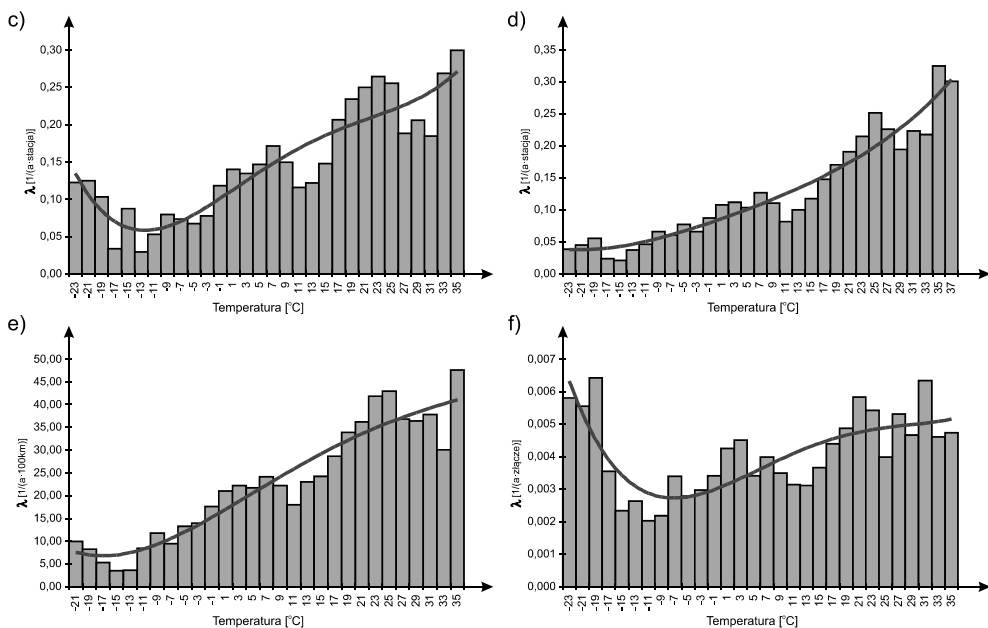 c)
0,30
0,25
0,20
0,15
0,10
0,05
0,00
λ [1/(a·stacja)]
-23 -21 -19 -17 -15 -13 -11 -9 -7 -5 -3 -1 1 3 5 7 9 11 13 15 17 19 21 23 25 27 29 31 33 35
Temperatura [°C]
d)
0,35
0,30
0,25
0,20
0,15
0,10
0,05
0,00
λ [1/(a·stacja)]
-23 -21 -19 -17 -15 -13 -11 -9 -7 -5 -3 -1 1 3 5 7 9 11 13 15 17 19 21 23 25 27 29 31 33 35 37
Temperatura [°C]
e)
50,00
45,00
40,00
35,00
30,00
25,00
20,00
15,00
10,00
5,00
0,00
λ [1/(a·100km)]
-21 -19 -17 -15 -13 -11 -9 -7 -5 -3 -1 1 3 5 7 9 11 13 15 17 19 21 23 25 27 29 31 33 35
Temperatura [°C]
f)
0,007
0,006
0,005
0,004
0,003
0,002
0,001
0,000
λ [1/(a·złącze)]
-23 -21 -19 -17 -15 -13 -11 -9 -7 -5 -3 -1 1 3 5 7 9 11 13 15 17 19 21 23 25 27 29 31 33 35
Temperatura [°C]